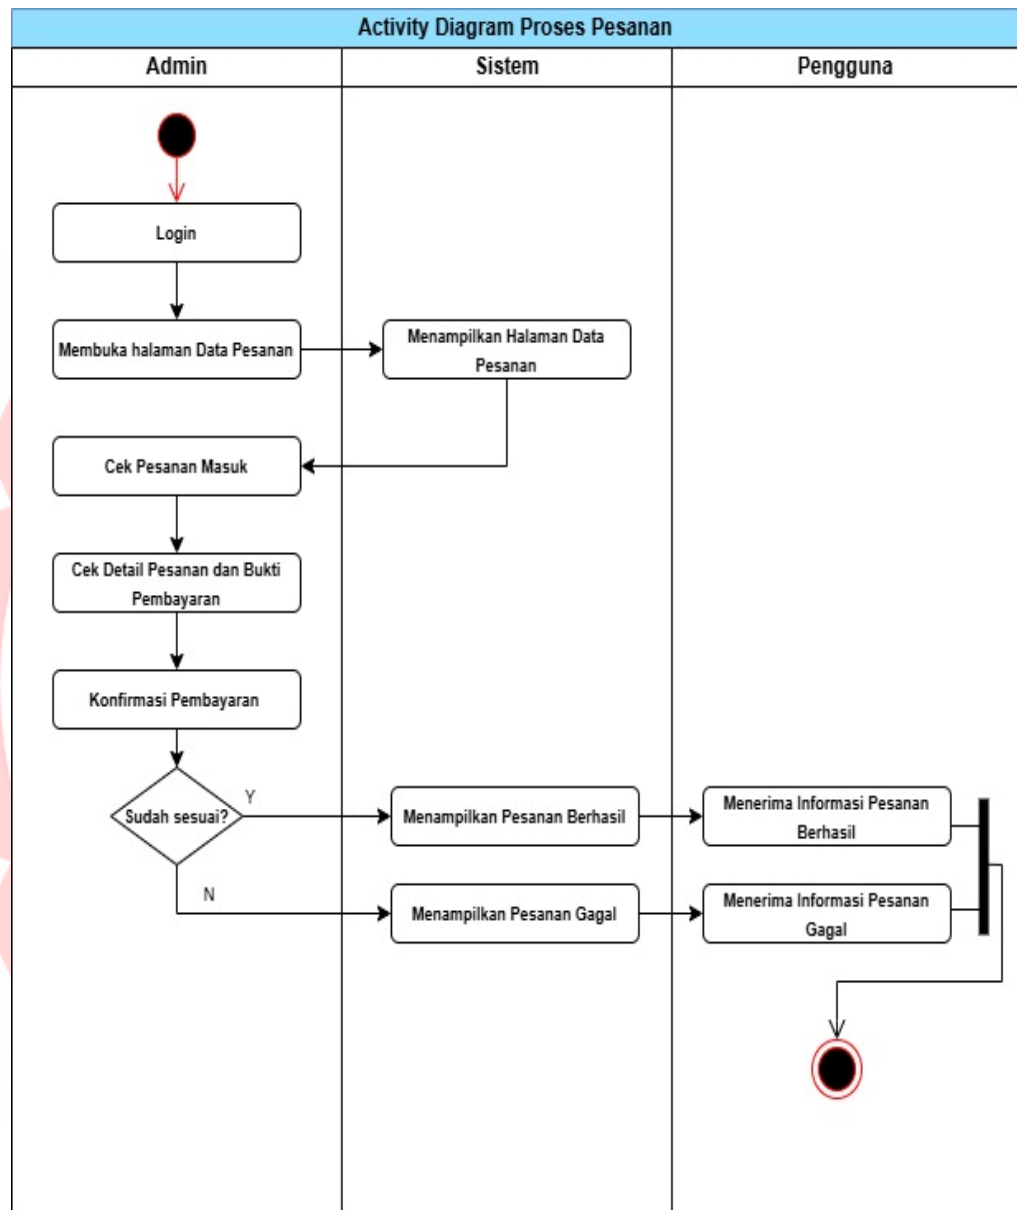 Activity Diagram Proses Pesanan
Admin
Sistem
Pengguna
Login
Membuka halaman Data Pesanan
Menampilkan Halaman Data
Pesanan
Cek Pesanan Masuk
Cek Detail Pesanan dan Bukti
Pembayaran
Konfirmasi Pembayaran
Sudah sesuai?
Y
Menampilkan Pesanan Berhasil
Menerima Informasi Pesanan
Berhasil
N
Menampilkan Pesanan Gagal
Menerima Informasi Pesanan
Gagal